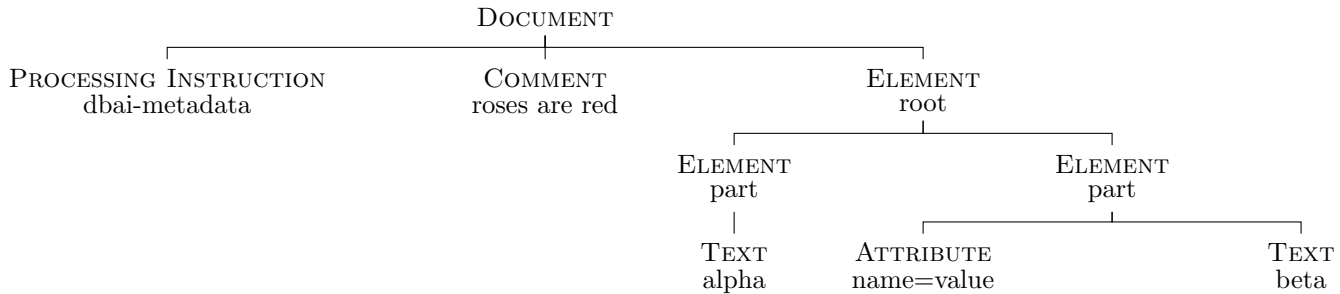 DOCUMENT
PROCESSING INSTRUCTION
dbai-metadata
COMMENT
roses are red
ELEMENT
root
ELEMENT
part
ELEMENT
part
TEXT
alpha
ATTRIBUTE
name=value
TEXT
beta